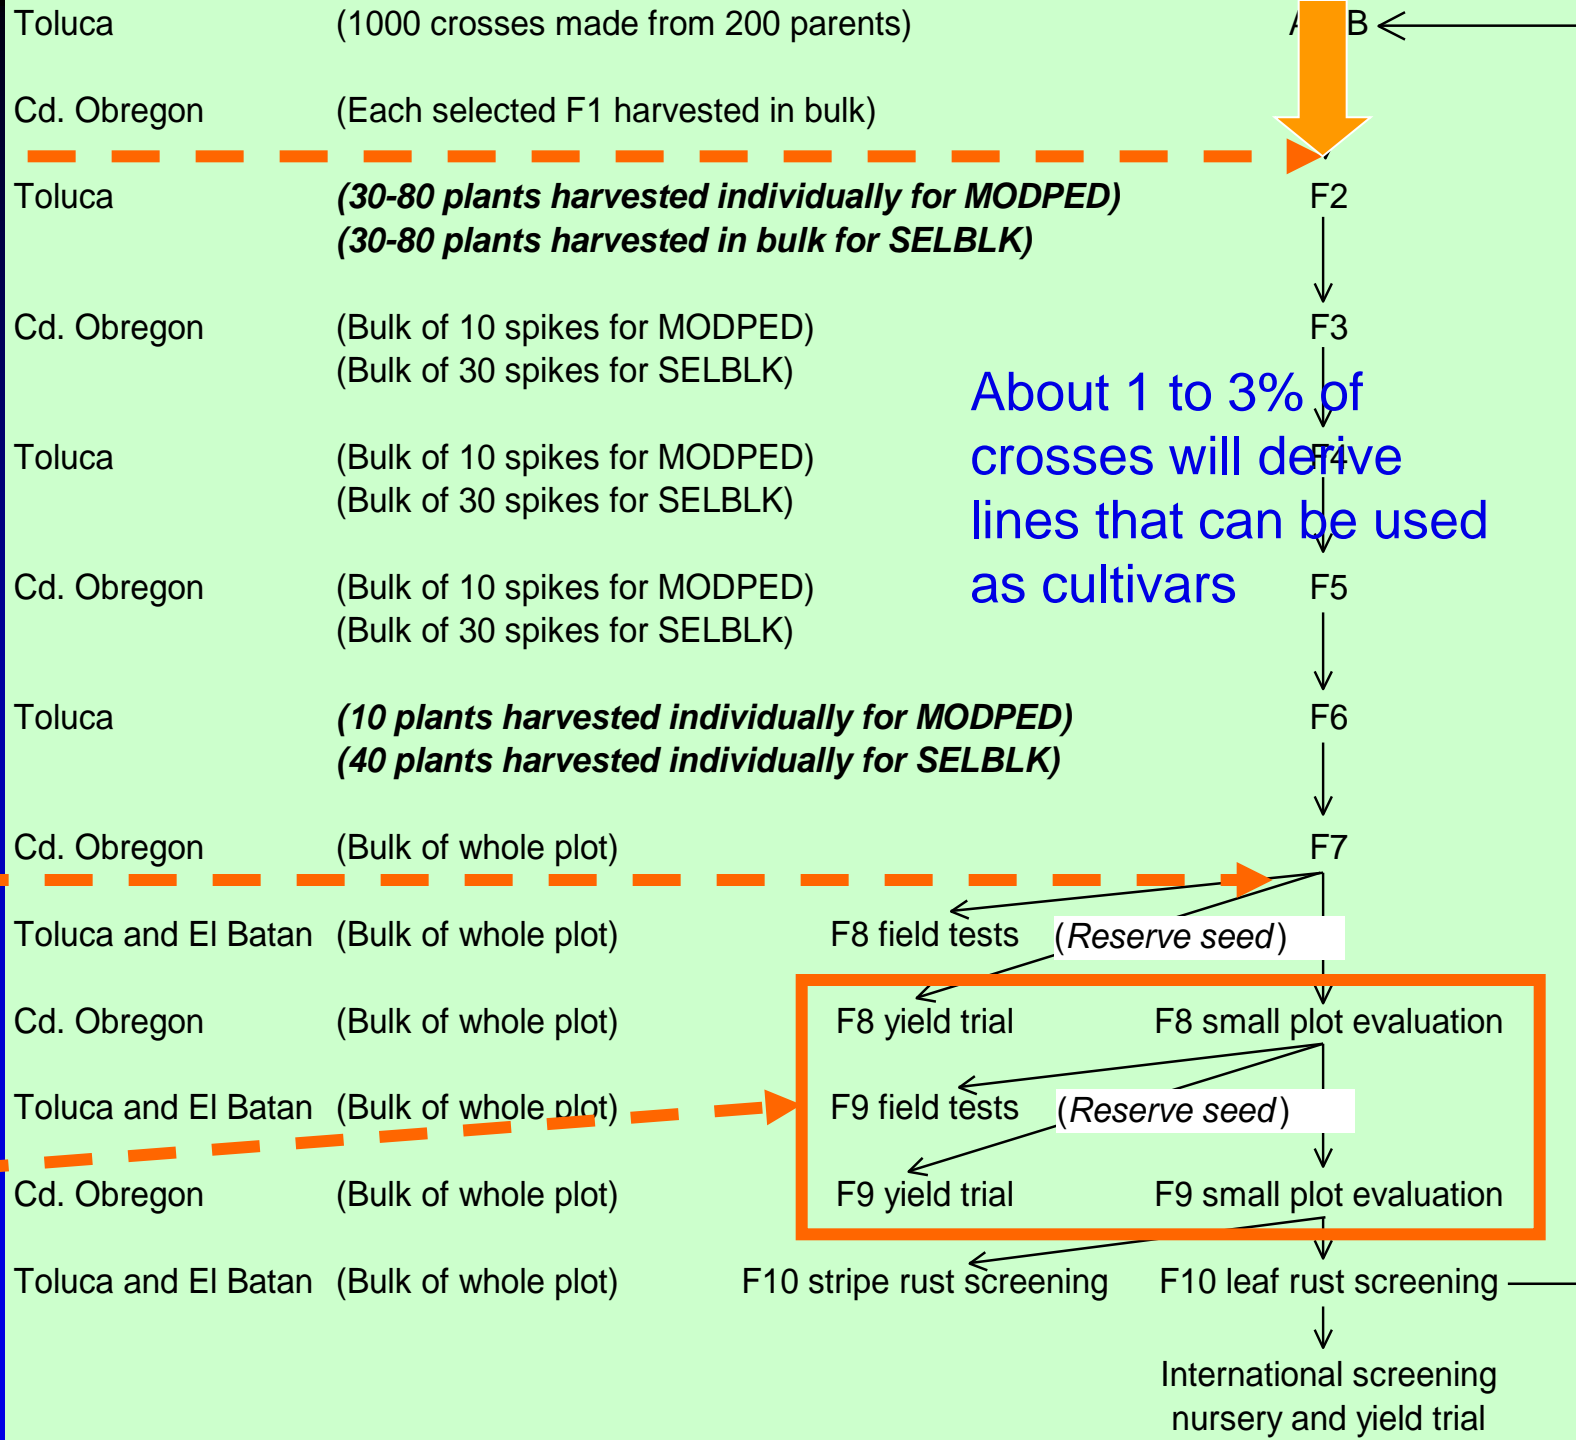 Toluca (1000 crosses made from 200 parents) B
Cd. Obregon (Each selected F1 harvested in bulk)
Toluca (30-80 plants harvested individually for MODPED) F2
(30-80 plants harvested in bulk for SELBLK)
Cd. Obregon (Bulk of 10 spikes for MODPED) F3
(Bulk of 30 spikes for SELBLK)
About 1 to 3% of
crosses will derive
lines that can be used
as cultivars
Toluca (Bulk of 10 spikes for MODPED) F4
(Bulk of 30 spikes for SELBLK)
Cd. Obregon (Bulk of 10 spikes for MODPED) F5
(Bulk of 30 spikes for SELBLK)
Toluca (10 plants harvested individually for MODPED) F6
(40 plants harvested individually for SELBLK)
Cd. Obregon (Bulk of whole plot) F7
Toluca and El Batan (Bulk of whole plot) F8 field tests (Reserve seed)
Cd. Obregon (Bulk of whole plot) F8 yield trial F8 small plot evaluation
Toluca and El Batan (Bulk of whole plot) F9 field tests (Reserve seed)
Cd. Obregon (Bulk of whole plot) F9 yield trial F9 small plot evaluation
Toluca and El Batan (Bulk of whole plot) F10 stripe rust screening F10 leaf rust screening
International screening
nursery and yield trial